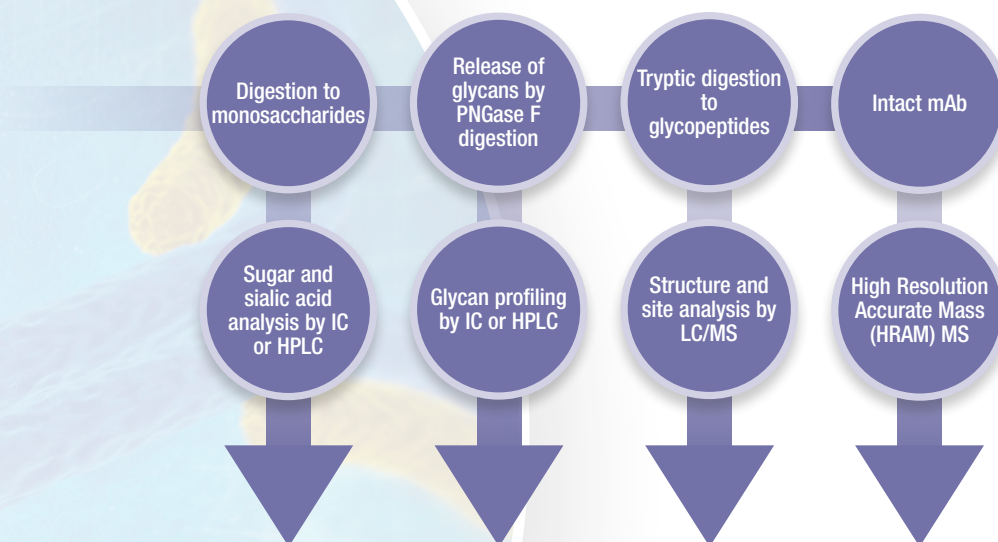 Digestion to
monosaccharides
Release of
glycans by
PNGase F
digestion
Tryptic digestion
to
glycopeptides
Intact mAb
Sugar and
sialic acid
analysis by IC
or HPLC
Glycan profiling
by IC or HPLC
Structure and
site analysis by
LC/MS
High Resolution
Accurate Mass
(HRAM) MS